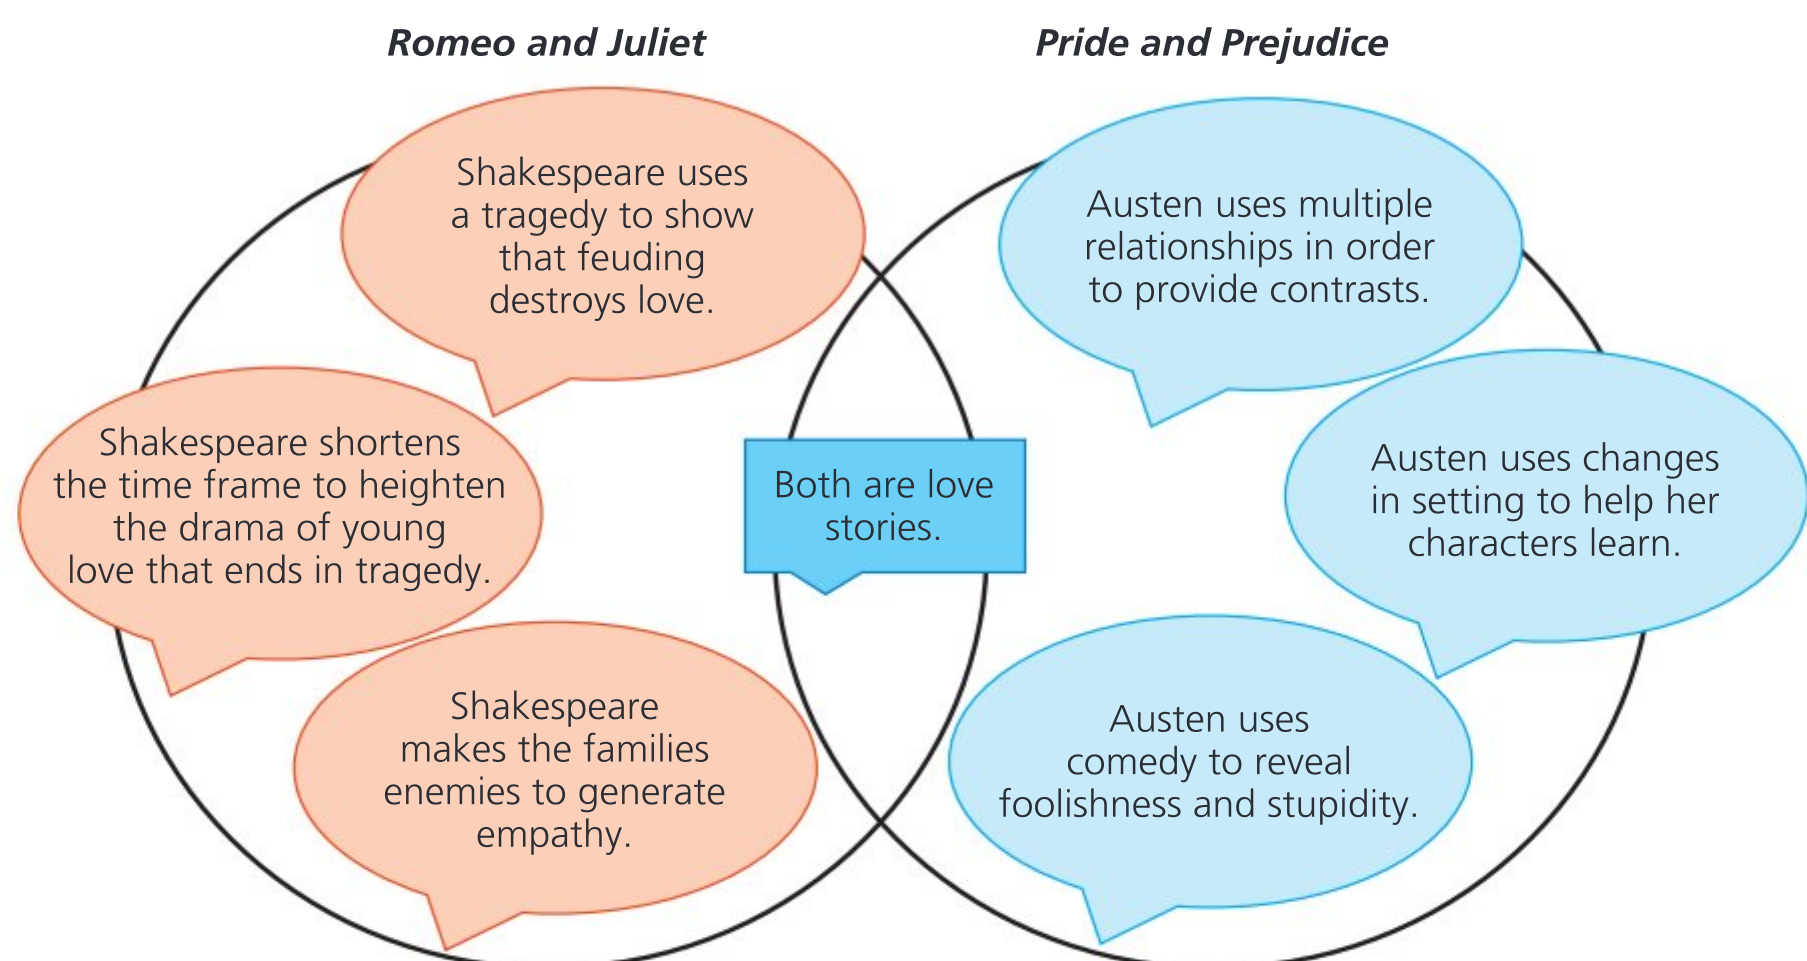 Romeo and Juliet
Pride and Prejudice
Shakespeare uses
a tragedy to show
that feuding
destroys love.
Shakespeare shortens
the time frame to heighten
the drama of young
love that ends in tragedy.
Shakespeare
makes the families
enemies to generate
empathy.
Both are love
stories.
Austen uses multiple
relationships in order
to provide contrasts.
Austen uses changes
in setting to help her
characters learn.
Austen uses
comedy to reveal
foolishness and stupidity.